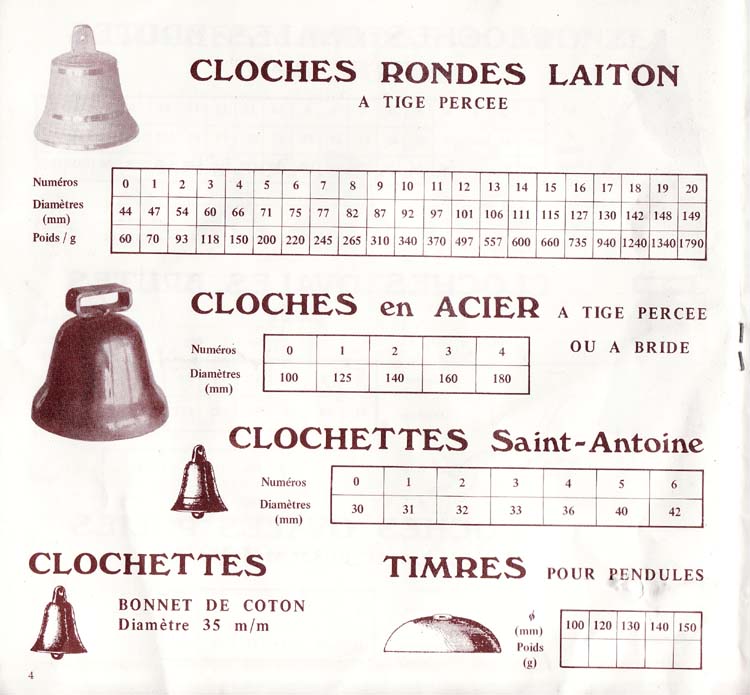 CLOCHES RONDES LAITON
A TIGE PERCEE
Numéros 0 1 2 3 4 5 6 7 8 9 10 11 12 13 14 15 16 17 18 19 20
Diamètres (mm) 44 47 54 60 66 71 75 77 82 87 92 97 101 106 111 115 127 130 142 148 149
Poids / g 60 70 93 118 150 200 220 245 265 310 340 370 497 557 600 660 735 940 1240 1340 1790
CLOCHES en ACIER A TIGE PERCEE
OU A BRIDE
Numéros 0 1 2 3 4
Diamètres (mm) 100 125 140 160 180
CLOCHETTES Saint-Antoine
Numéros 0 1 2 3 4 5 6
Diamètres (mm) 30 31 32 33 36 40 42
CLOCHETTES
BONNET DE COTON
Diamètre 35 m/m
TIMRES POUR PENDULES
ϕ (mm) 100 120 130 140 150
Poids (g)
4